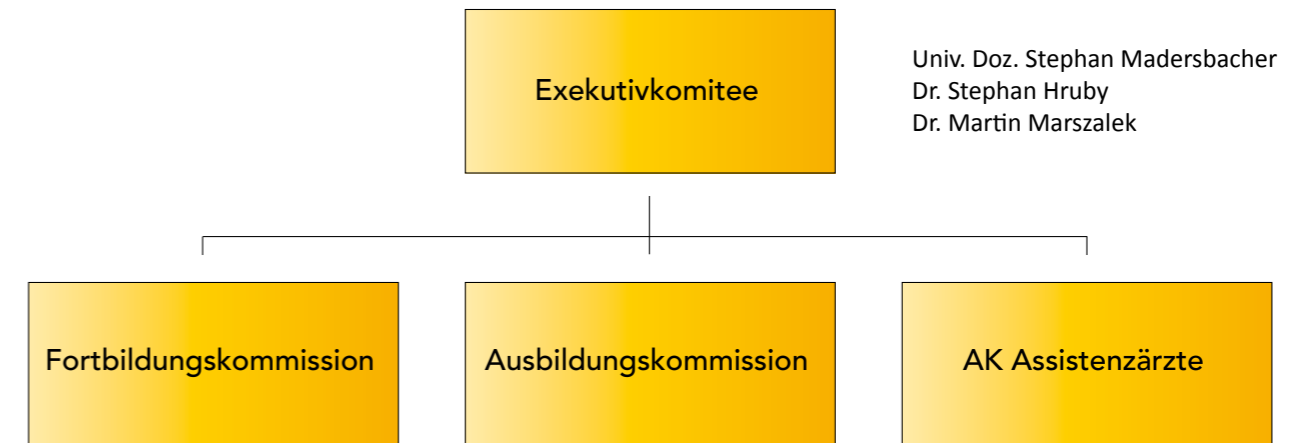 Exekutivkomitee
Univ. Doz. Stephan Madersbacher
Dr. Stephan Hruby
Dr. Martin Marszalek
Fortbildungskommission
Ausbildungskommission
AK Assistenzärzte